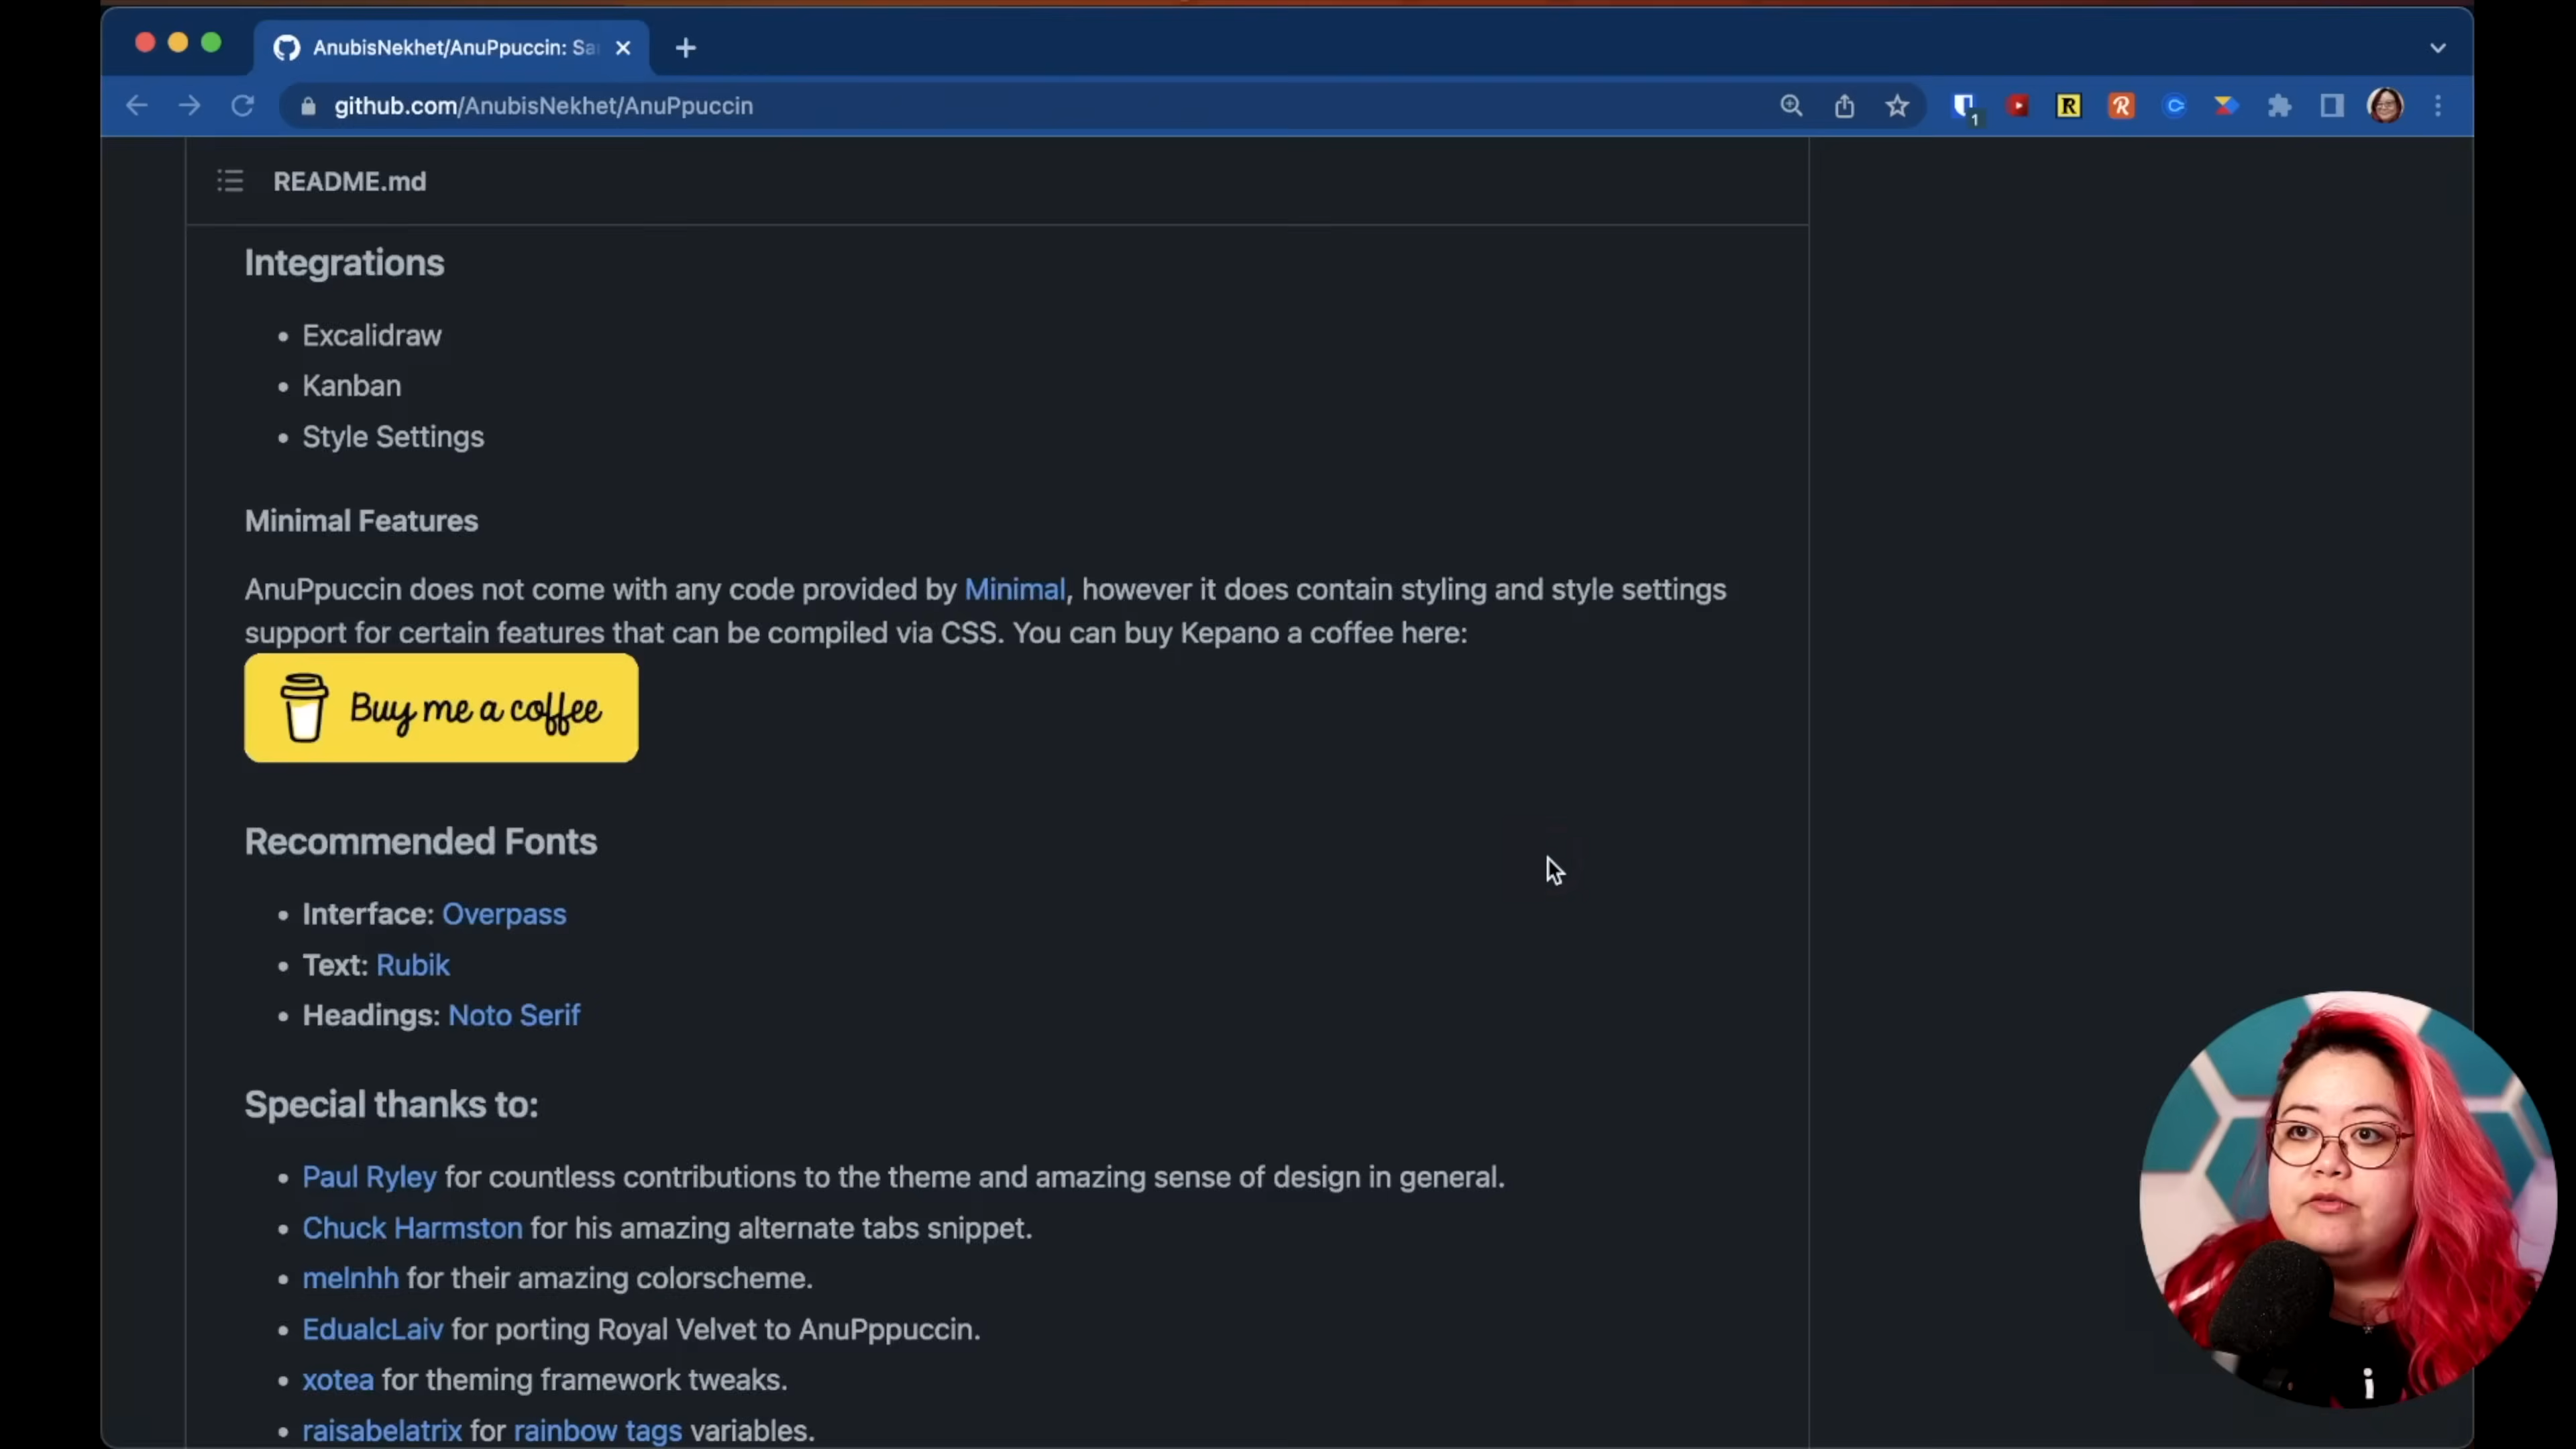 AnubisNekhet/AnuPpuccin: Sa
github.com/AnubisNekhet/AnuPpuccin
1
R
R
README.md
Integrations
• Excalidraw
• Kanban
• Style Settings
Minimal Features
AnuPpuccin does not come with any code provided by Minimal, however it does contain styling and style settings
support for certain features that can be compiled via CSS. You can buy Kepano a coffee here:
Buy me a coffee
Recommended Fonts
• Interface: Overpass
• Text: Rubik
• Headings: Noto Serif
Special thanks to:
• Paul Ryley for countless contributions to the theme and amazing sense of design in general.
• Chuck Harmston for his amazing alternate tabs snippet.
• melnhh for their amazing colorscheme.
• EdualcLaiv for porting Royal Velvet to AnuPppuccin.
• xotea for theming framework tweaks.
• raisabelatrix for rainbow tags variables.
i